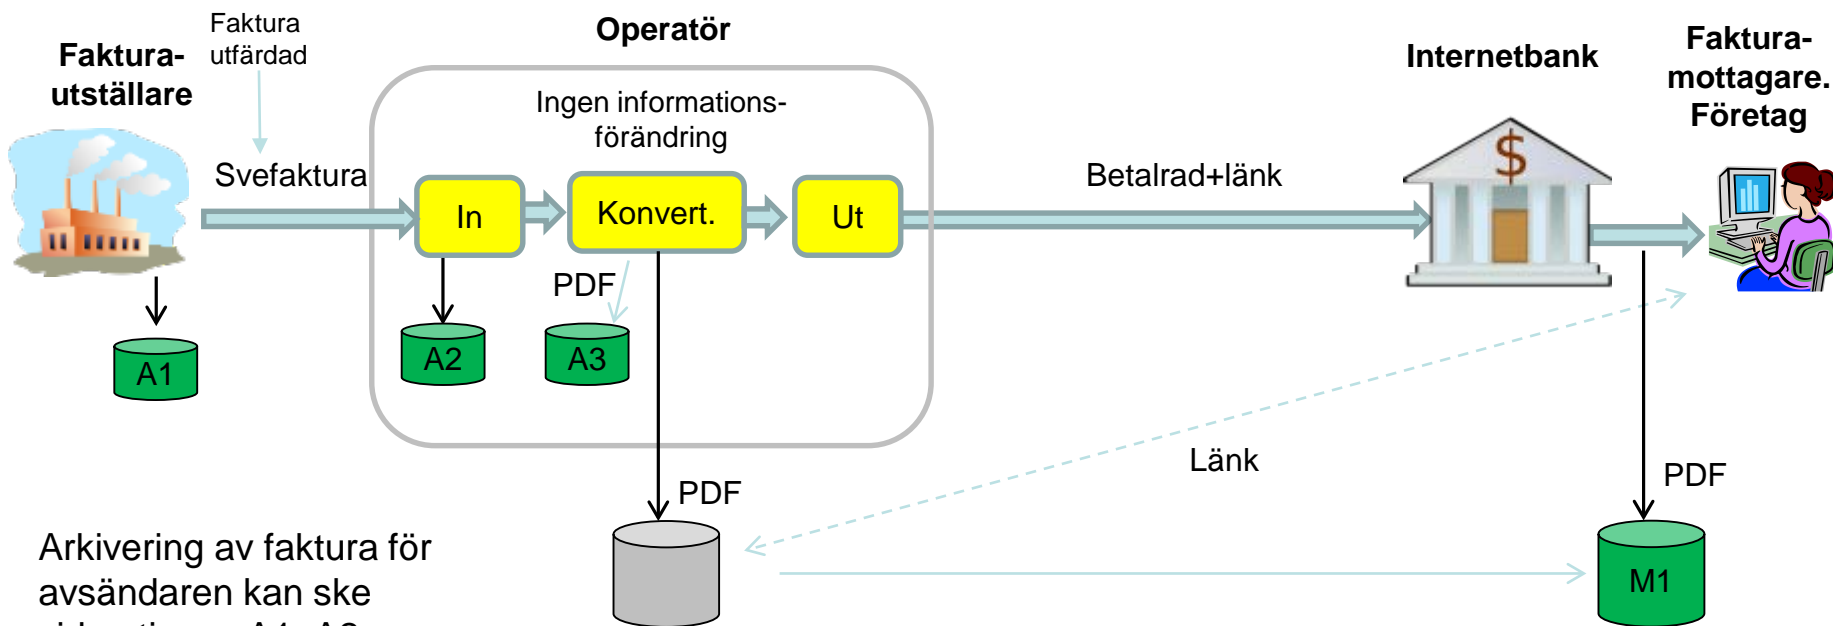 Faktura
utfärdad
Operatör
Faktura-
utställare
Internetbank
Faktura-
mottagare.
Företag
Ingen informations-
förändring
Svefaktura
In
Konvert.
Ut
Betalrad+länk
$
PDF
A1
A2
A3
Länk
PDF
PDF
Arkivering av faktura för
avsändaren kan ske
M1